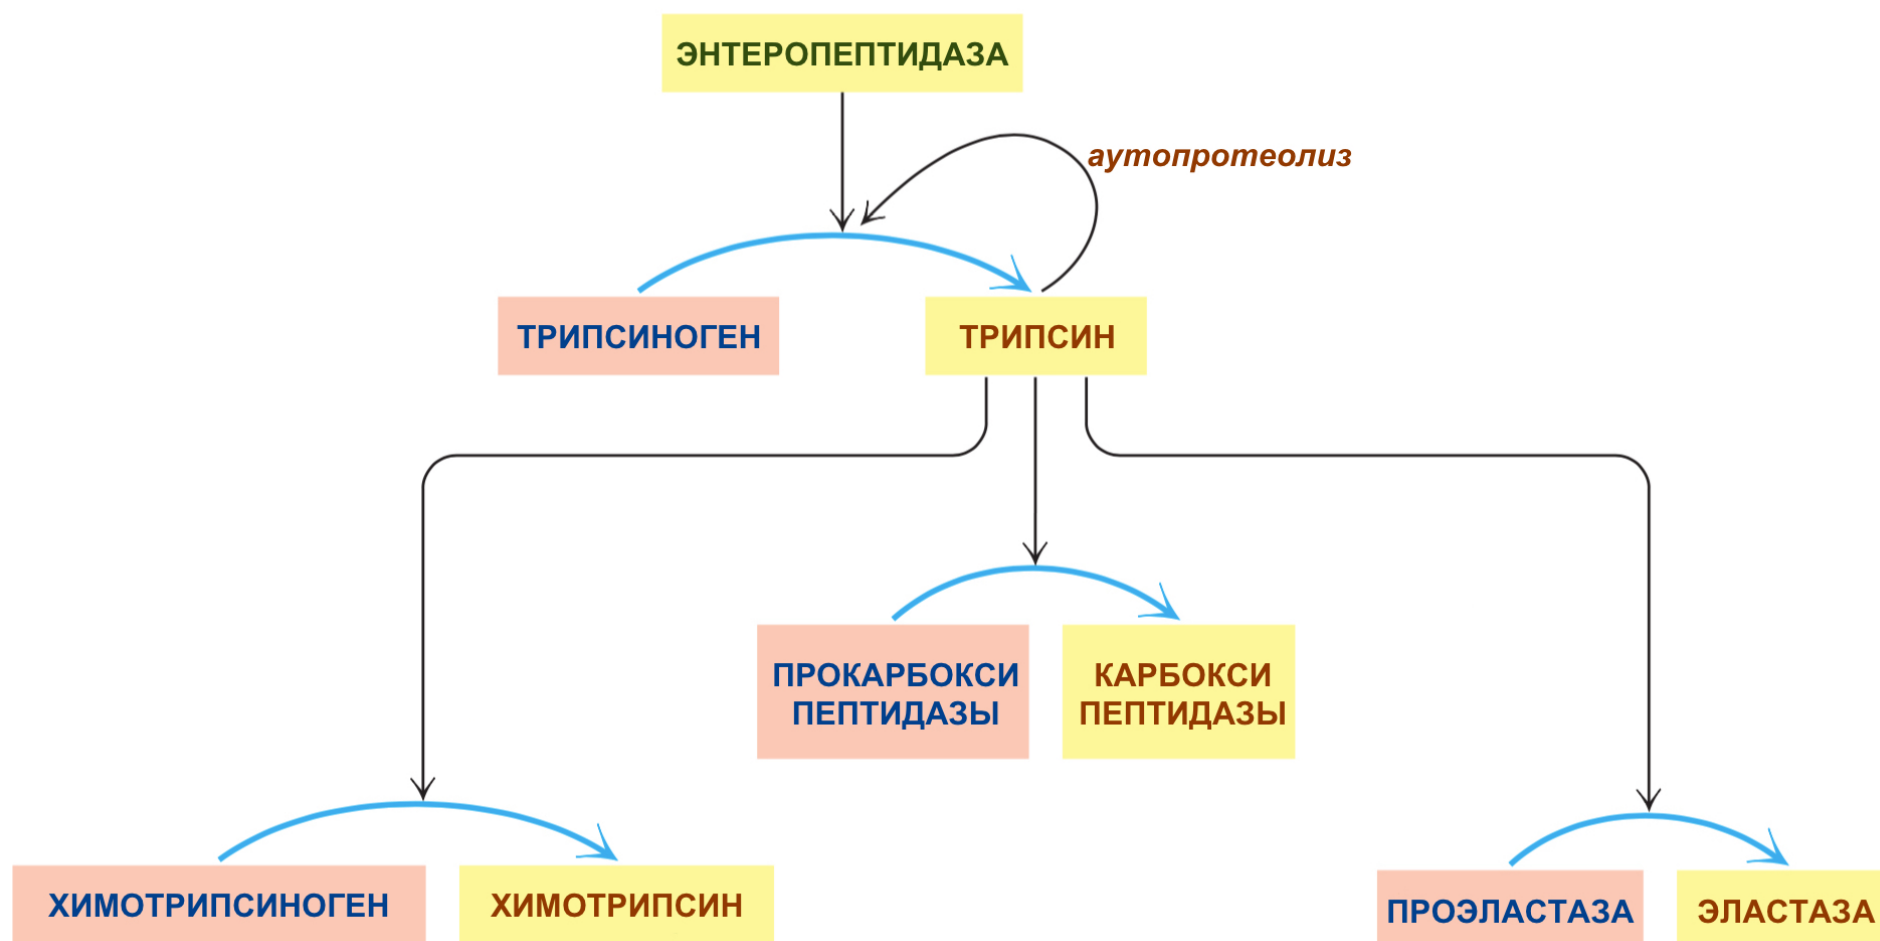 ЭНТЕРОПЕПТИДАЗА
аутопротеолиз
ТРИПСИНОГЕН
ТРИПСИН
ПРОКАРБОКСИ
ПЕПТИДАЗЫ
КАРБОКСИ
ПЕПТИДАЗЫ
ХИМОТРИПСИНОГЕН
ХИМОТРИПСИН
ПРОЭЛАСТАЗА
ЭЛАСТАЗА